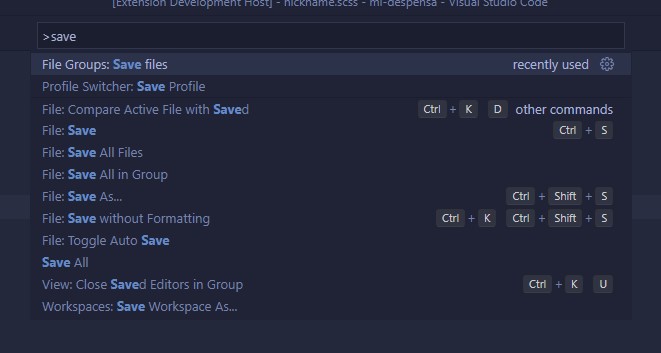 [Extension Development Host] - nickname.scss - mi-despensa - Visual Studio Code
>save
File Groups: Save files recently used
Profile Switcher: Save Profile
File: Compare Active File with Saved Ctrl + K D other commands
File: Save Ctrl + S
File: Save All Files
File: Save All in Group
File: Save As... Ctrl + Shift + S
File: Save without Formatting Ctrl + K Ctrl + Shift + S
File: Toggle Auto Save
Save All
View: Close Saved Editors in Group Ctrl + K U
Workspaces: Save Workspace As...